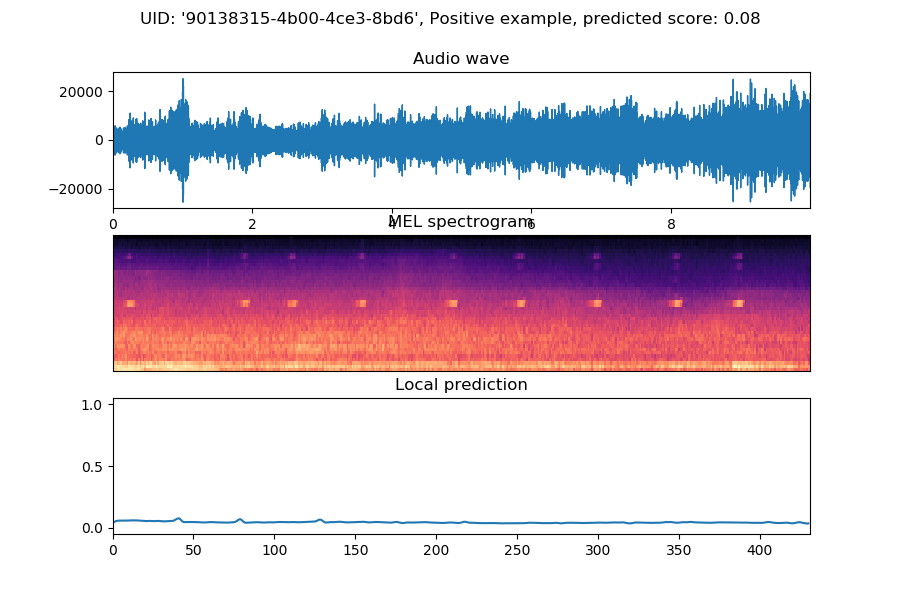 UID: '90138315-4b00-4ce3-8bd6', Positive example, predicted score: 0.08
Audio wave
20000
0
−20000
0 2 4 6 8
MEL spectrogram
Local prediction
1.0
0.5
0.0
0 50 100 150 200 250 300 350 400